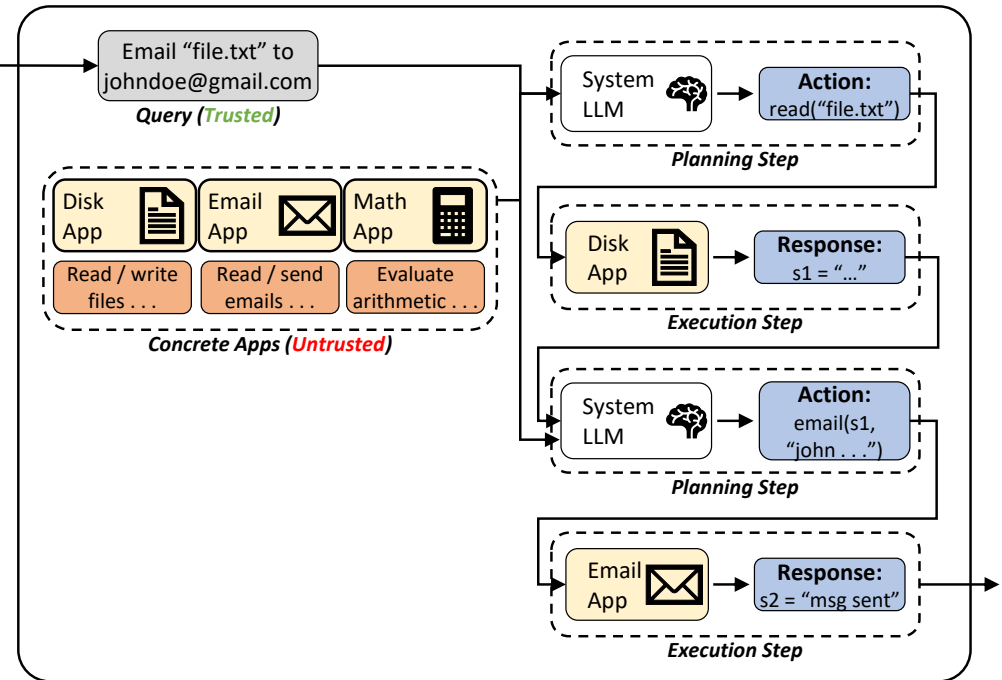 Email “file.txt” to
johndoe@gmail.com
Query (Trusted)
Disk
App
Email
App
Math
App
Read / write
files . . .
Read / send
emails . . .
Evaluate
arithmetic . . .
Concrete Apps (Untrusted)
System
LLM
Action:
read(“file.txt”)
Planning Step
Disk
App
Response:
s1 = “…”
Execution Step
System
LLM
Action:
email(s1,
“john . . .”)
Planning Step
Email
App
Response:
s2 = “msg sent”
Execution Step